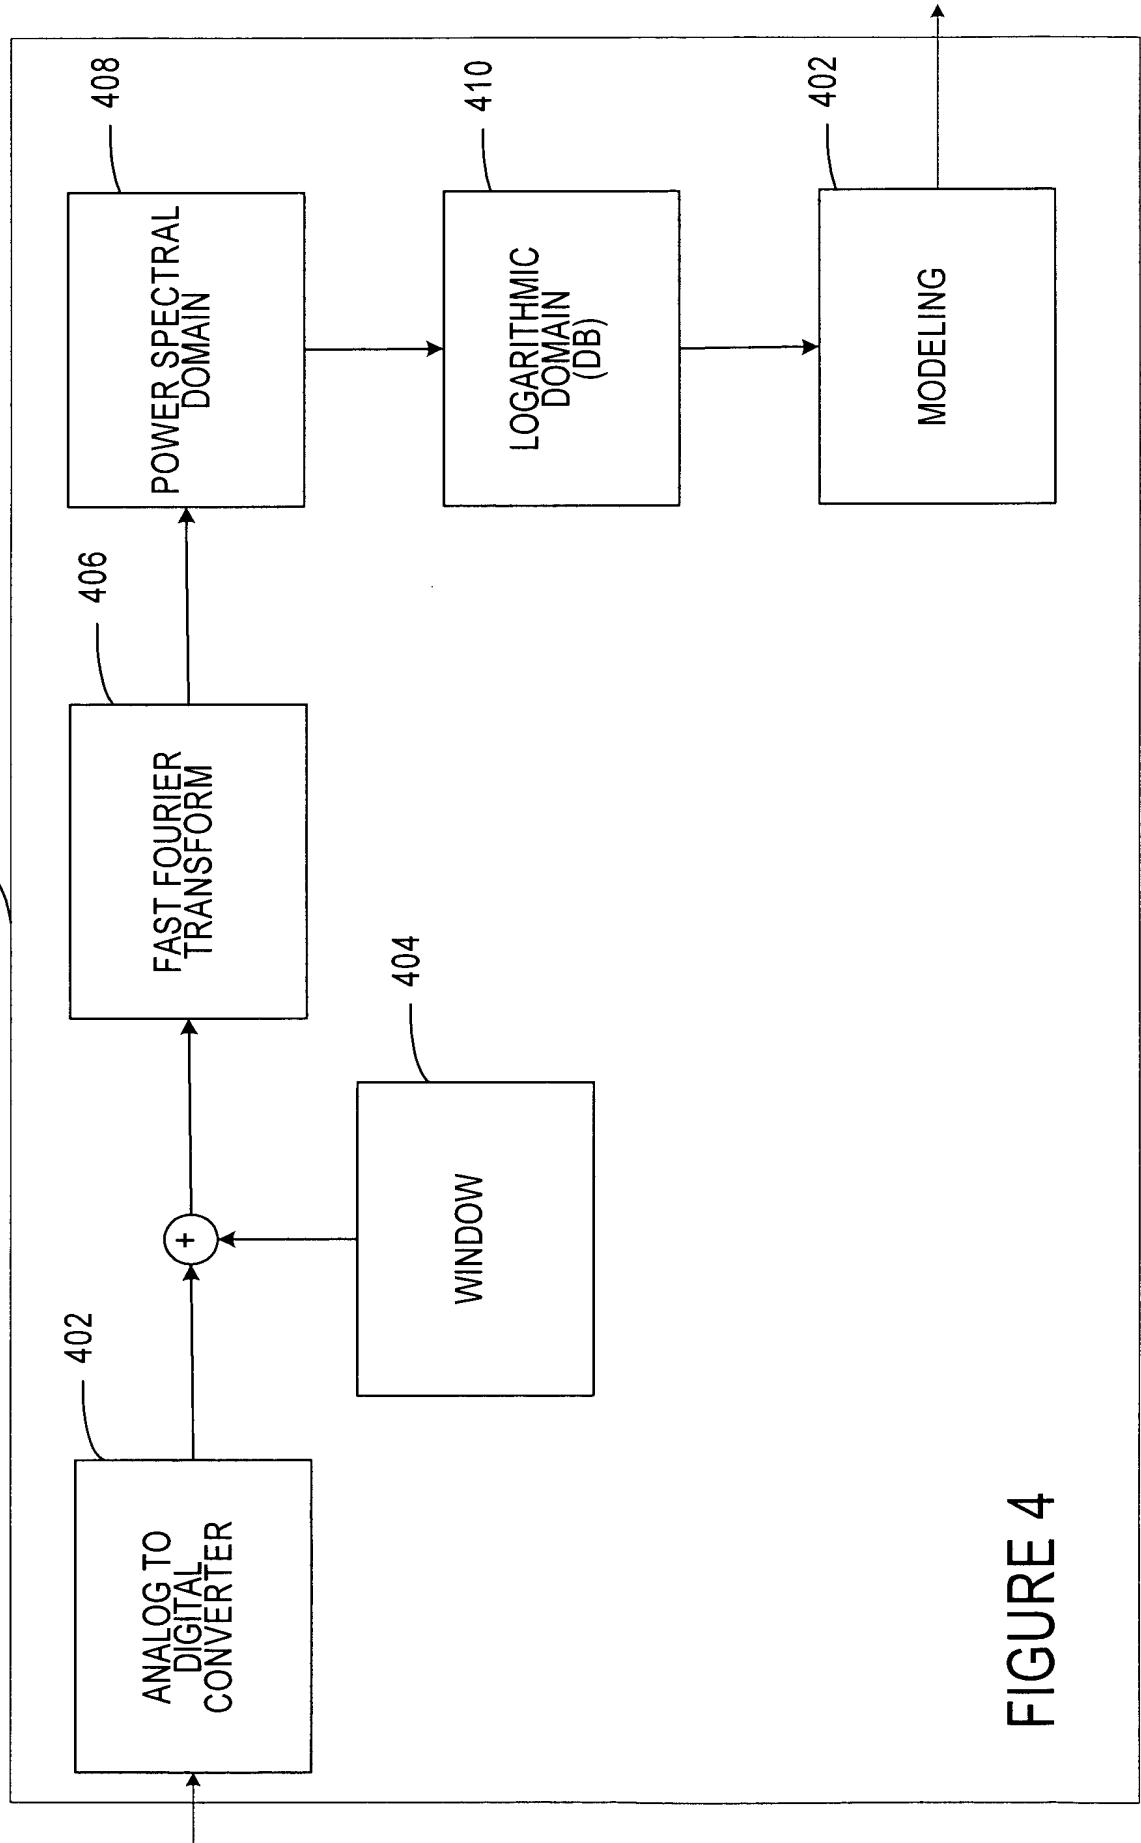 402
ANALOG TO
DIGITAL
CONVERTER
+
404
WINDOW
406
FAST FOURIER
TRANSFORM
408
POWER SPECTRAL
DOMAIN
410
LOGARITHMIC
DOMAIN
(DB)
402
MODELING
FIGURE 4